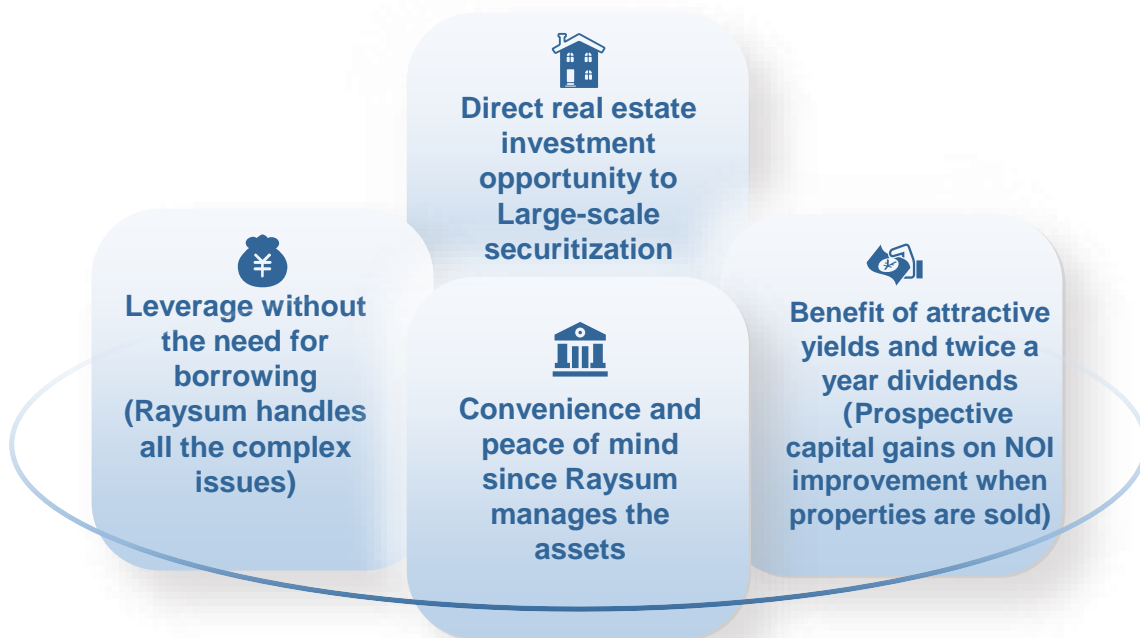 Direct real estate
investment
opportunity to
Large-scale
securitization
Leverage without
the need for
borrowing
(Raysum handles
all the complex
issues)
Convenience and
peace of mind
since Raysum
manages the
assets
Benefit of attractive
yields and twice a
year dividends
(Prospective
capital gains on NOI
improvement when
properties are sold)